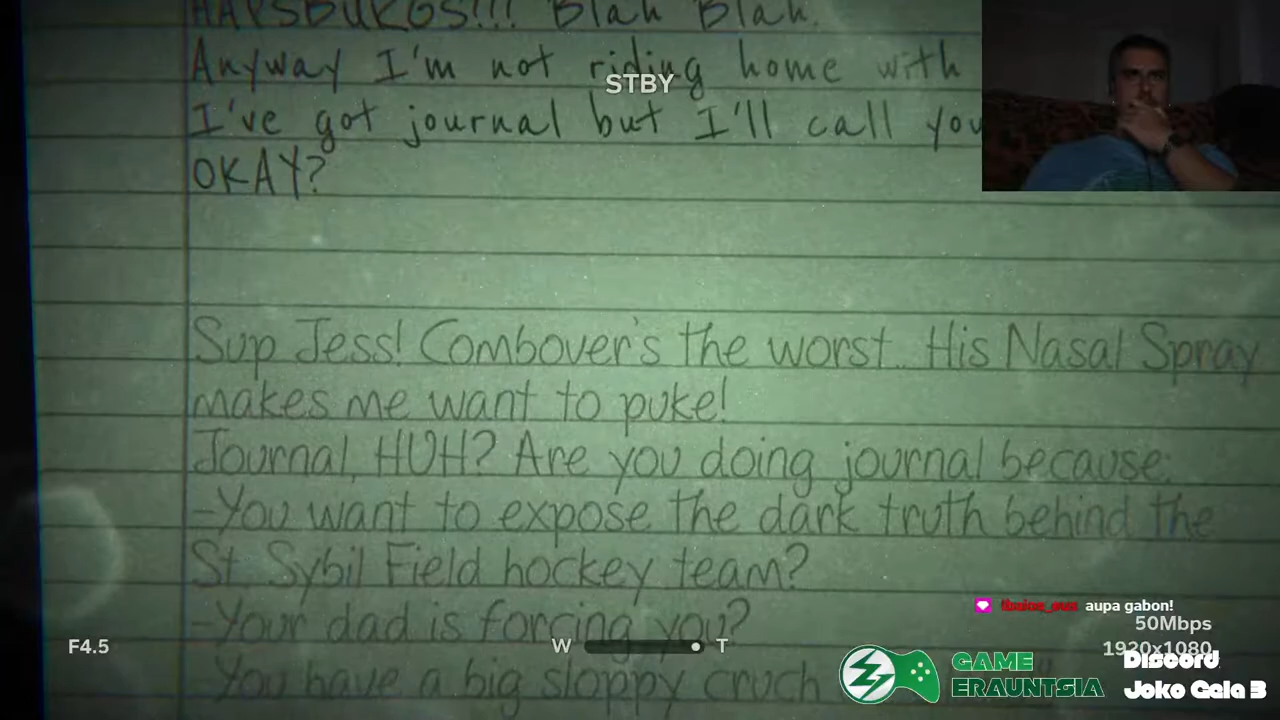 HAPSBURGS!!! Blah Blah.
Anyway I'm not riding home with
I've got journal but I'll call you
OKAY?
STBY
Sup Jess! Combover's the worst. His Nasal Spray
makes me want to puke!
Journal, HUH? Are you doing journal because:
-You want to expose the dark truth behind the
St. Sybil Field hockey team?
-Your dad is forcing you?
-You have a big sloppy cruch
F4.5
W
T
aupa gabon!
50Mbps
1920x1080
GAME
ERAUNTSIA
Discord
Joko Gela 3